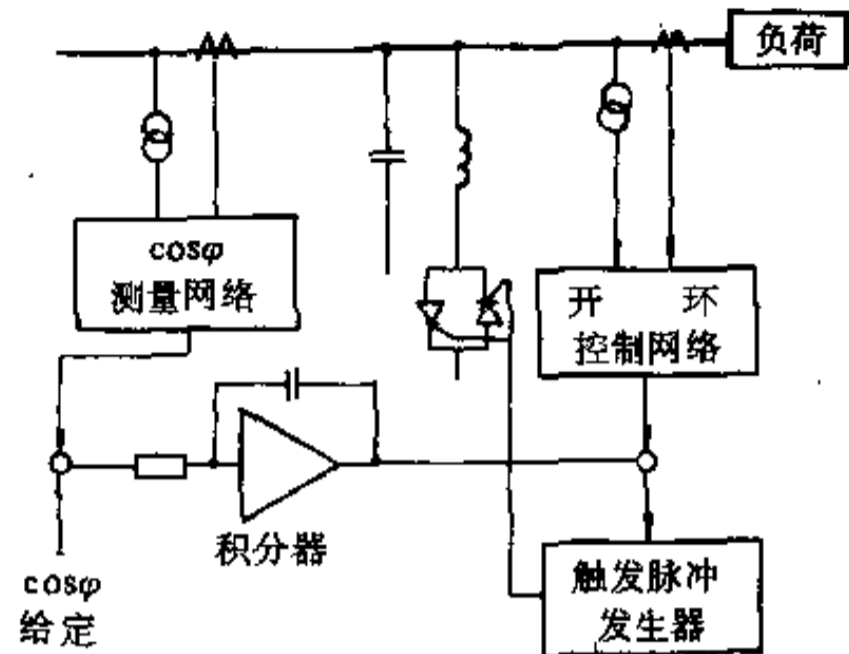 负荷
cosφ
测量网络
开 环
控制网络
积分器
cosφ
给定
触发脉冲
发生器